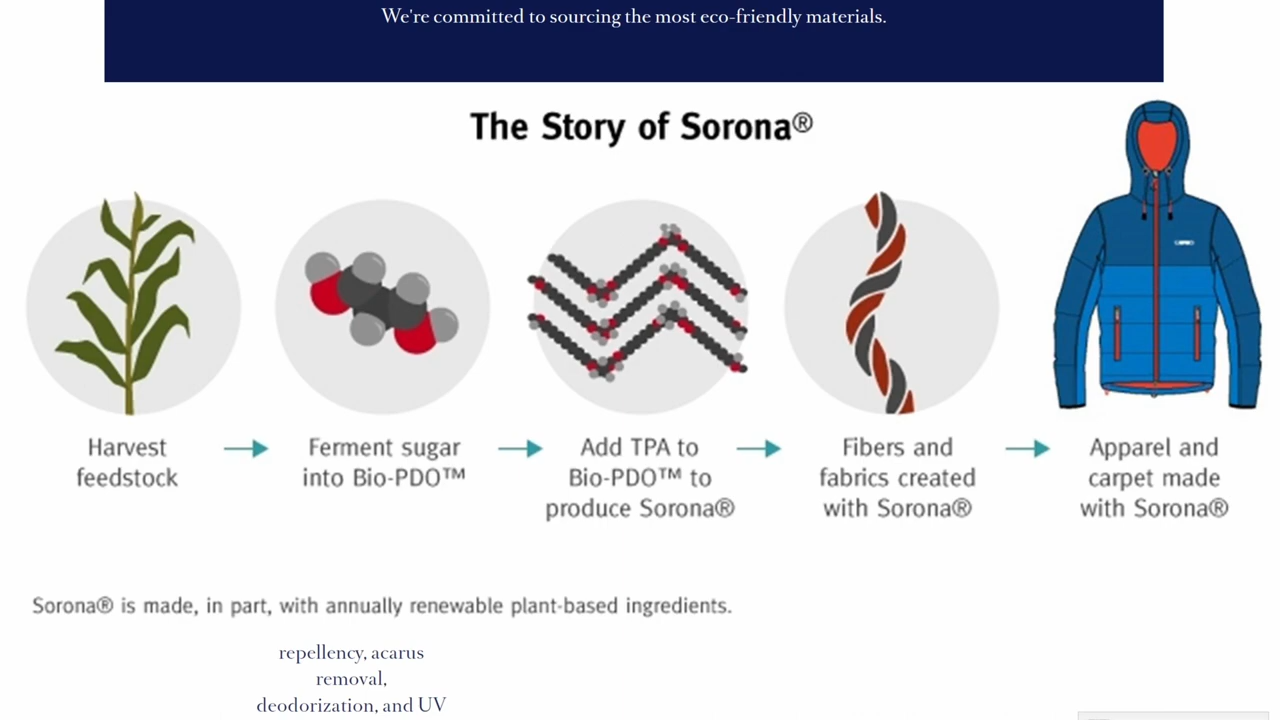 We're committed to sourcing the most eco-friendly materials.
The Story of Sorona®
Harvest
feedstock
Ferment sugar
into Bio-PDO™
Add TPA to
Bio-PDO™ to
produce Sorona®
Fibers and
fabrics created
with Sorona®
Apparel and
carpet made
with Sorona®
Sorona® is made, in part, with annually renewable plant-based ingredients.
repellency, acarus
removal,
deodorization, and UV